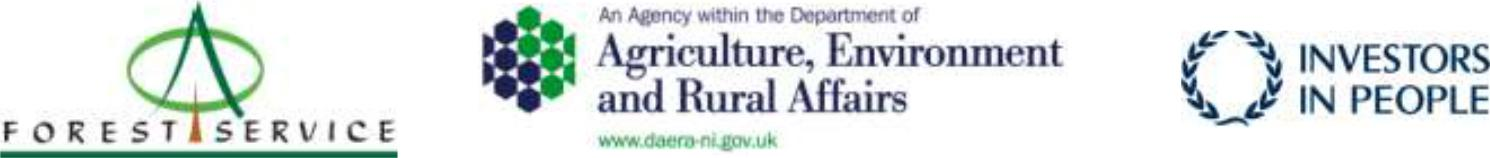 FOREST SERVICE
An Agency within the Department of
Agriculture, Environment
and Rural Affairs
www.daera-ni.gov.uk
INVESTORS
IN PEOPLE